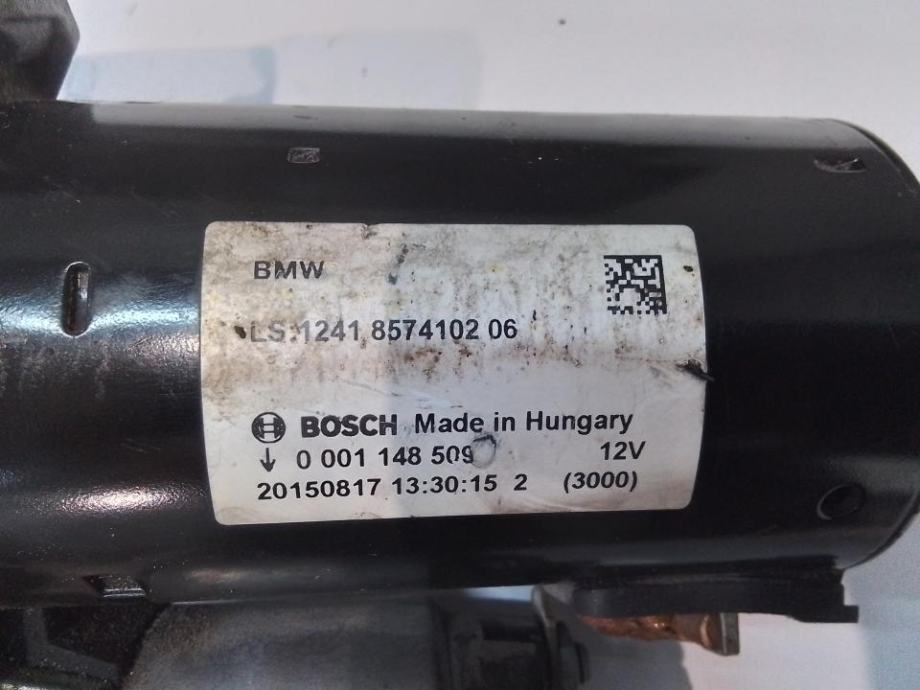 BMW
LS:1241 8574102 06
BOSCH Made in Hungary
0 001 148 509 12V
20150817 13:30:15 2 (3000)